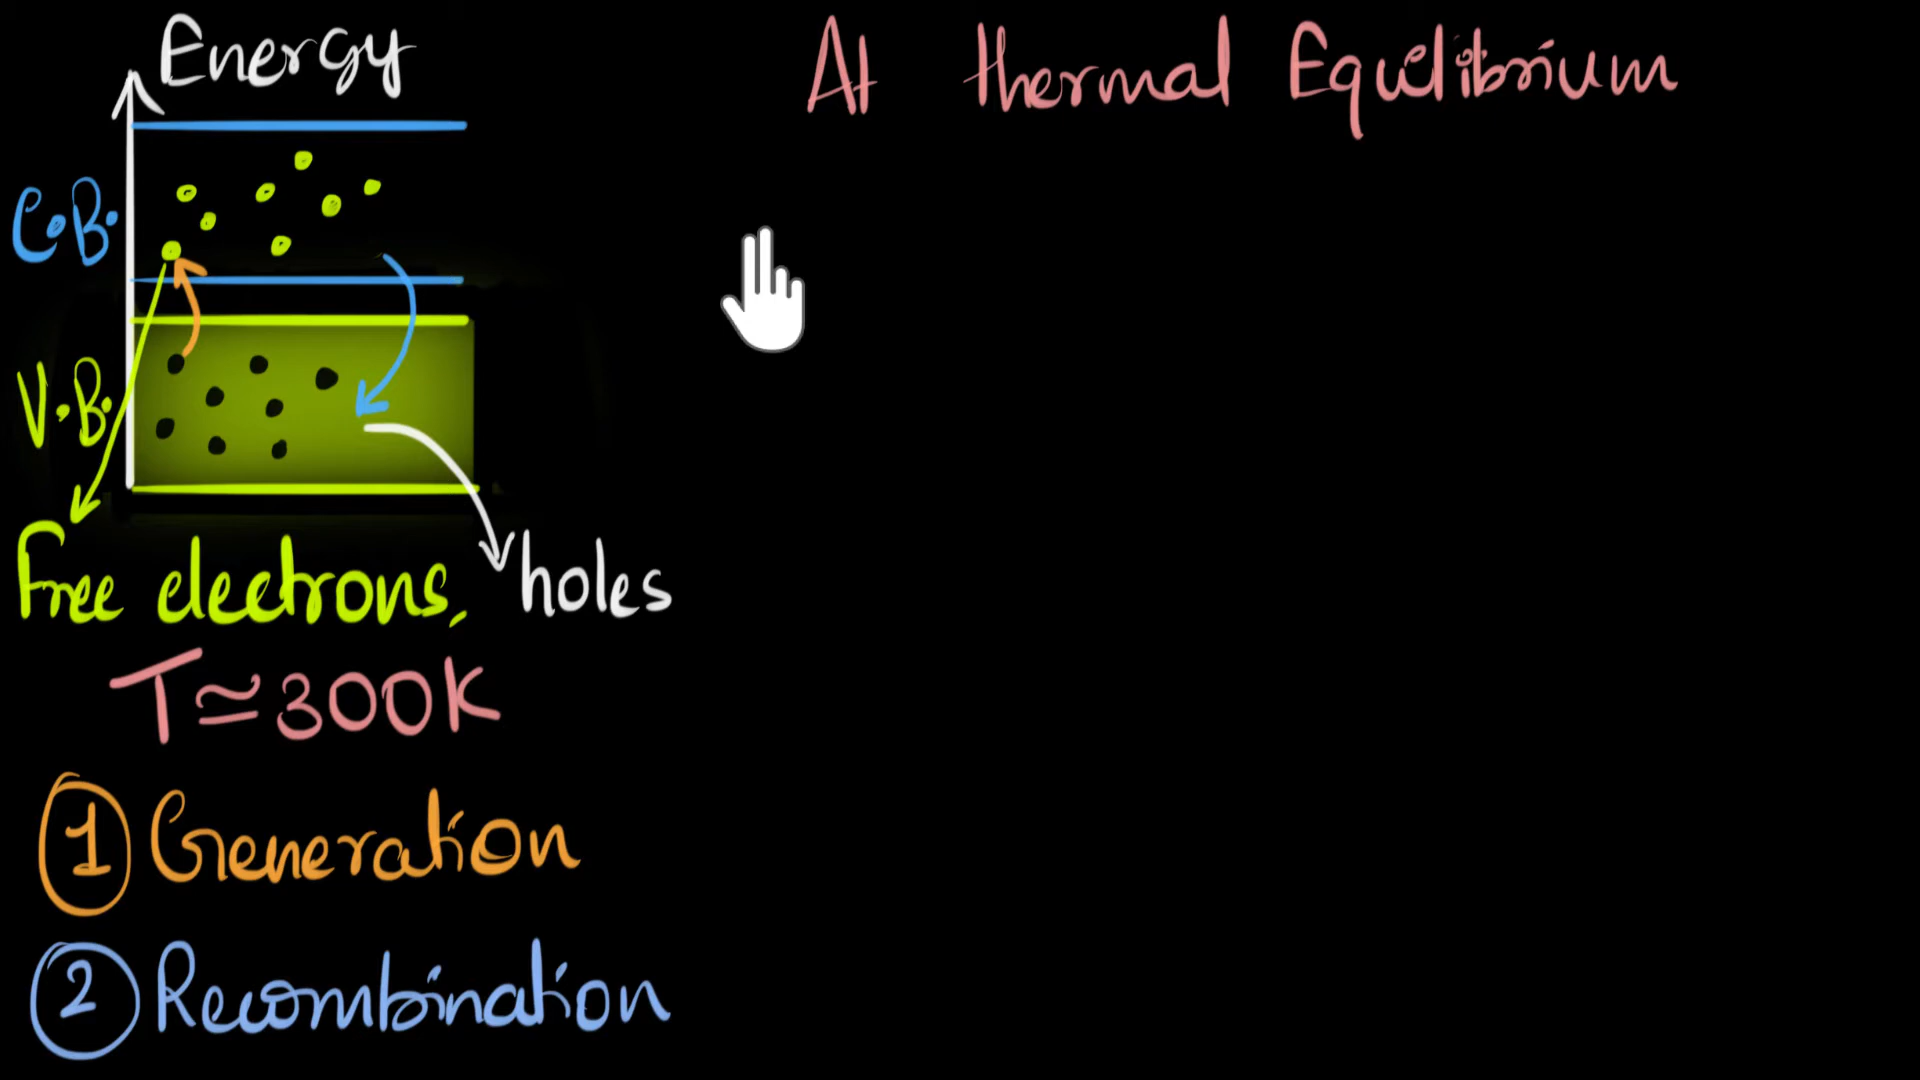 Energy
At thermal Equilibrium
C.B.
V.B.
Free electrons, holes
T≃300K
1 Generation
2 Recombination